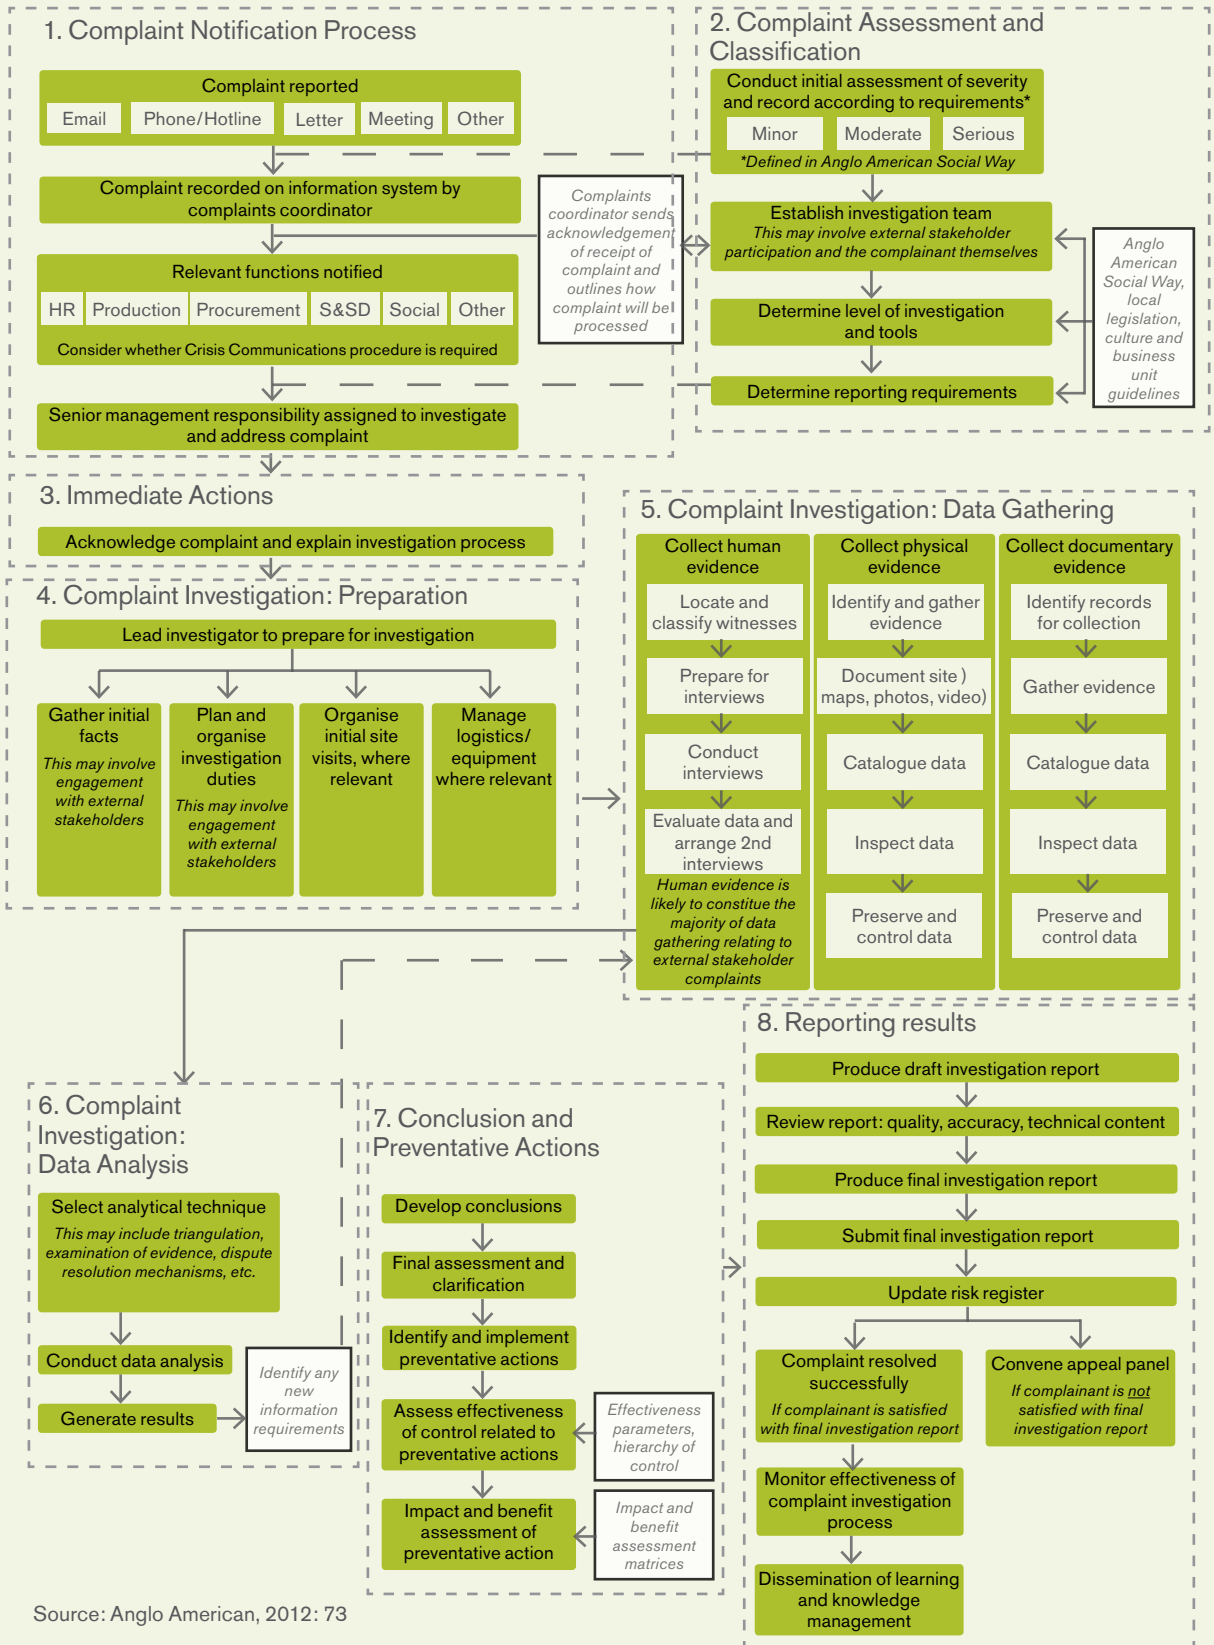 1. Complaint Notification Process
Complaint reported
Email
Phone/Hotline
Letter
Meeting
Other
Complaint recorded on information system by
complaints coordinator
Relevant functions notified
HR
Production
Procurement
S&SD
Social
Other
Consider whether Crisis Communications procedure is required
Senior management responsibility assigned to investigate
and address complaint
Complaints
coordinator sends
acknowledgement
of receipt of
complaint and
outlines how
complaint will be
processed
2. Complaint Assessment and
Classification
Conduct initial assessment of severity
and record according to requirements*
Minor
Moderate
Serious
*Defined in Anglo American Social Way
Establish investigation team
This may involve external stakeholder
participation and the complainant themselves
Determine level of investigation
and tools
Determine reporting requirements
Anglo
American
Social Way,
local
legislation,
culture and
business
unit
guidelines
3. Immediate Actions
Acknowledge complaint and explain investigation process
4. Complaint Investigation: Preparation
Lead investigator to prepare for investigation
Gather initial
facts
This may involve
engagement
with external
stakeholders
Plan and
organise
investigation
duties
This may involve
engagement
with external
stakeholders
Organise
initial site
visits, where
relevant
Manage
logistics/
equipment
where relevant
5. Complaint Investigation: Data Gathering
Collect human
evidence
Locate and
classify witnesses
Prepare for
interviews
Conduct
interviews
Evaluate data and
arrange 2nd
interviews
Human evidence is
likely to constitute the
majority of data
gathering relating to
external stakeholder
complaints
Collect physical
evidence
Identify and gather
evidence
Document site )
maps, photos, video)
Catalogue data
Inspect data
Preserve and
control data
Collect documentary
evidence
Identify records
for collection
Gather evidence
Catalogue data
Inspect data
Preserve and
control data
6. Complaint
Investigation:
Data Analysis
Select analytical technique
This may include triangulation,
examination of evidence, dispute
resolution mechanisms, etc.
Conduct data analysis
Generate results
Identify any
new
information
requirements
7. Conclusion and
Preventative Actions
Develop conclusions
Final assessment and
clarification
Identify and implement
preventative actions
Assess effectiveness
of control related to
preventative actions
Impact and benefit
assessment of
preventative action
Effectiveness
parameters,
hierarchy of
control
Impact and
benefit
assessment
matrices
8. Reporting results
Produce draft investigation report
Review report: quality, accuracy, technical content
Produce final investigation report
Submit final investigation report
Update risk register
Complaint resolved
successfully
If complainant is satisfied
with final investigation report
Convene appeal panel
If complainant is not
satisfied with final
investigation report
Monitor effectiveness of
complaint investigation
process
Dissemination of learning
and knowledge
management
Source: Anglo American, 2012: 73